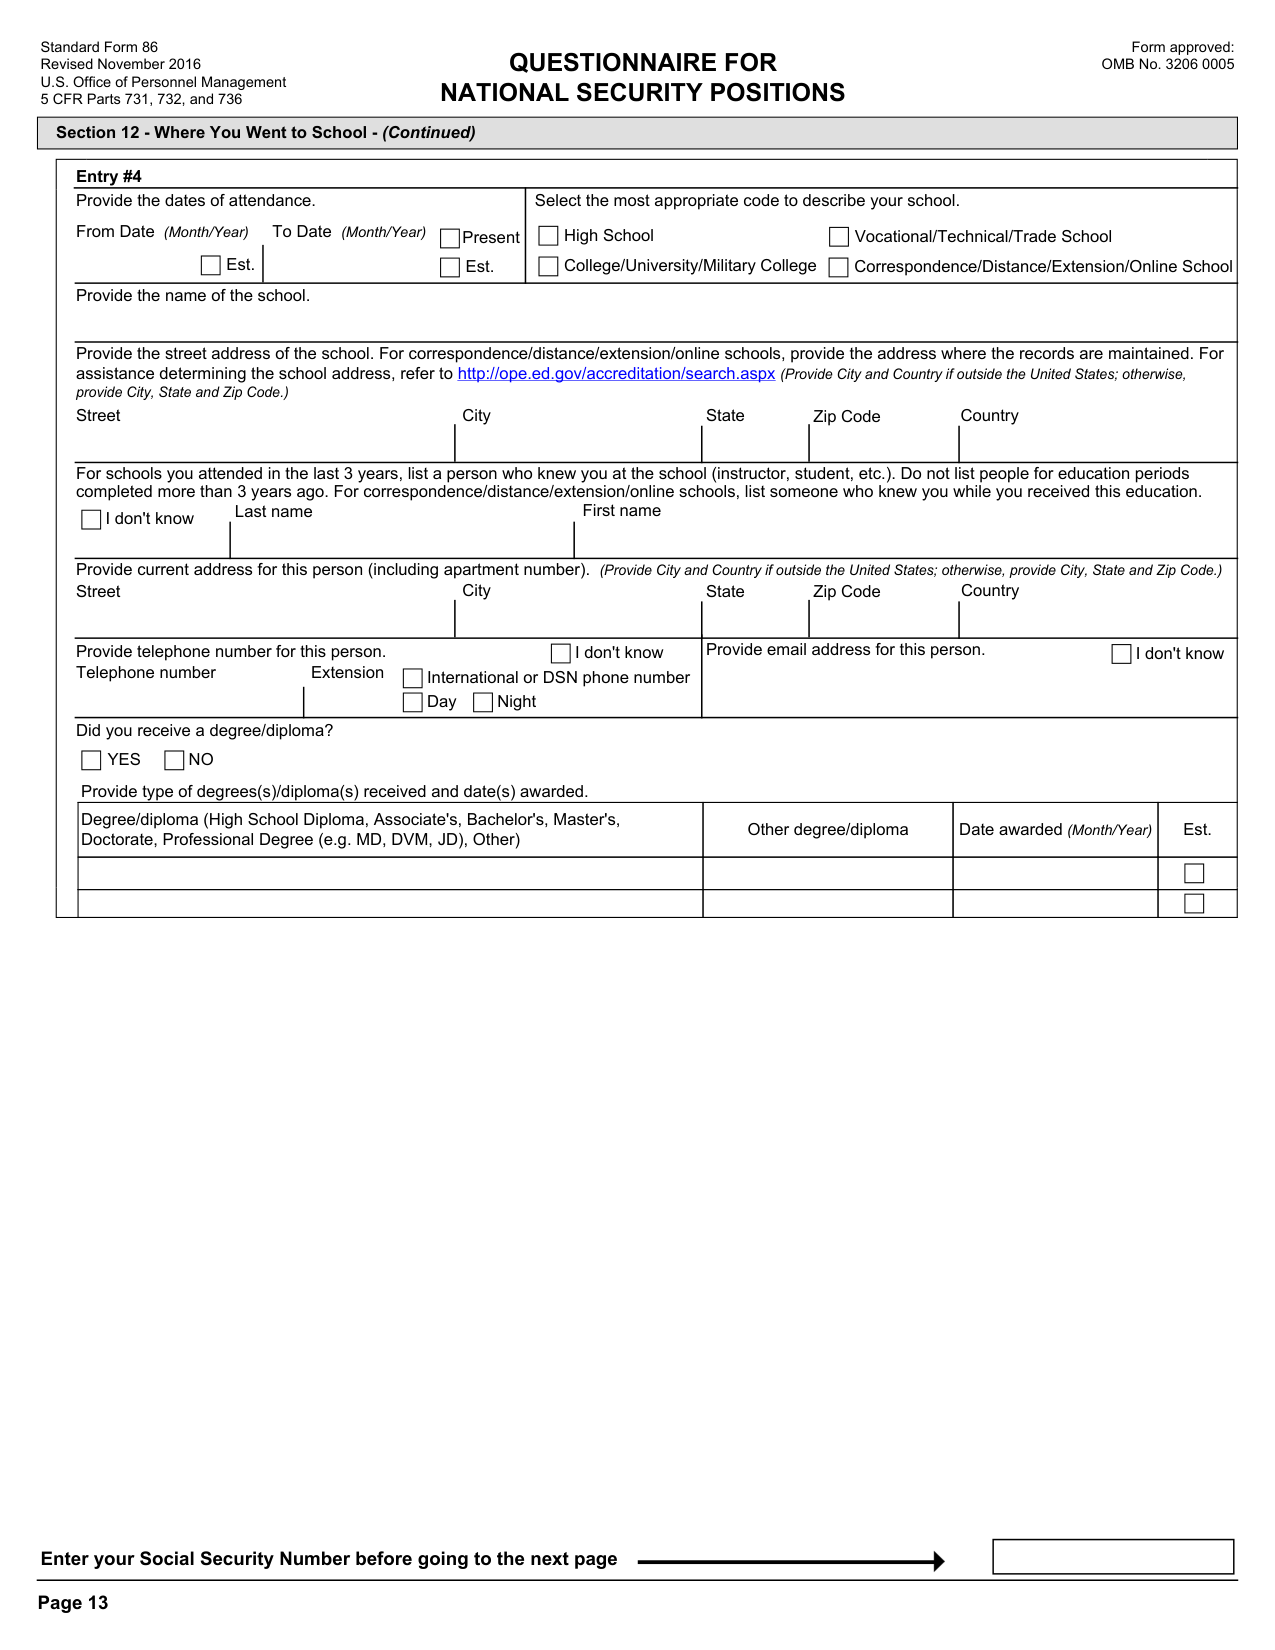 Standard Form 86
Revised November 2016
U.S. Office of Personnel Management
5 CFR Parts 731, 732, and 736
QUESTIONNAIRE FOR
NATIONAL SECURITY POSITIONS
Form approved:
OMB No. 3206 0005
Section 12 - Where You Went to School - (Continued)
Entry #4
Provide the dates of attendance.
From Date (Month/Year) To Date (Month/Year) Present
Est. Est.
Select the most appropriate code to describe your school.
High School Vocational/Technical/Trade School
College/University/Military College Correspondence/Distance/Extension/Online School
Provide the name of the school.
Provide the street address of the school. For correspondence/distance/extension/online schools, provide the address where the records are maintained. For
assistance determining the school address, refer to http://ope.ed.gov/accreditation/search.aspx (Provide City and Country if outside the United States; otherwise,
provide City, State and Zip Code.)
Street City State Zip Code Country
For schools you attended in the last 3 years, list a person who knew you at the school (instructor, student, etc.). Do not list people for education periods
completed more than 3 years ago. For correspondence/distance/extension/online schools, list someone who knew you while you received this education.
I don't know Last name First name
Provide current address for this person (including apartment number). (Provide City and Country if outside the United States; otherwise, provide City, State and Zip Code.)
Street City State Zip Code Country
Provide telephone number for this person. I don't know
Telephone number Extension International or DSN phone number
Day Night
Provide email address for this person. I don't know
Did you receive a degree/diploma?
YES NO
Provide type of degrees(s)/diploma(s) received and date(s) awarded.
Degree/diploma (High School Diploma, Associate's, Bachelor's, Master's,
Doctorate, Professional Degree (e.g. MD, DVM, JD), Other)
Other degree/diploma Date awarded (Month/Year) Est.
Enter your Social Security Number before going to the next page
Page 13